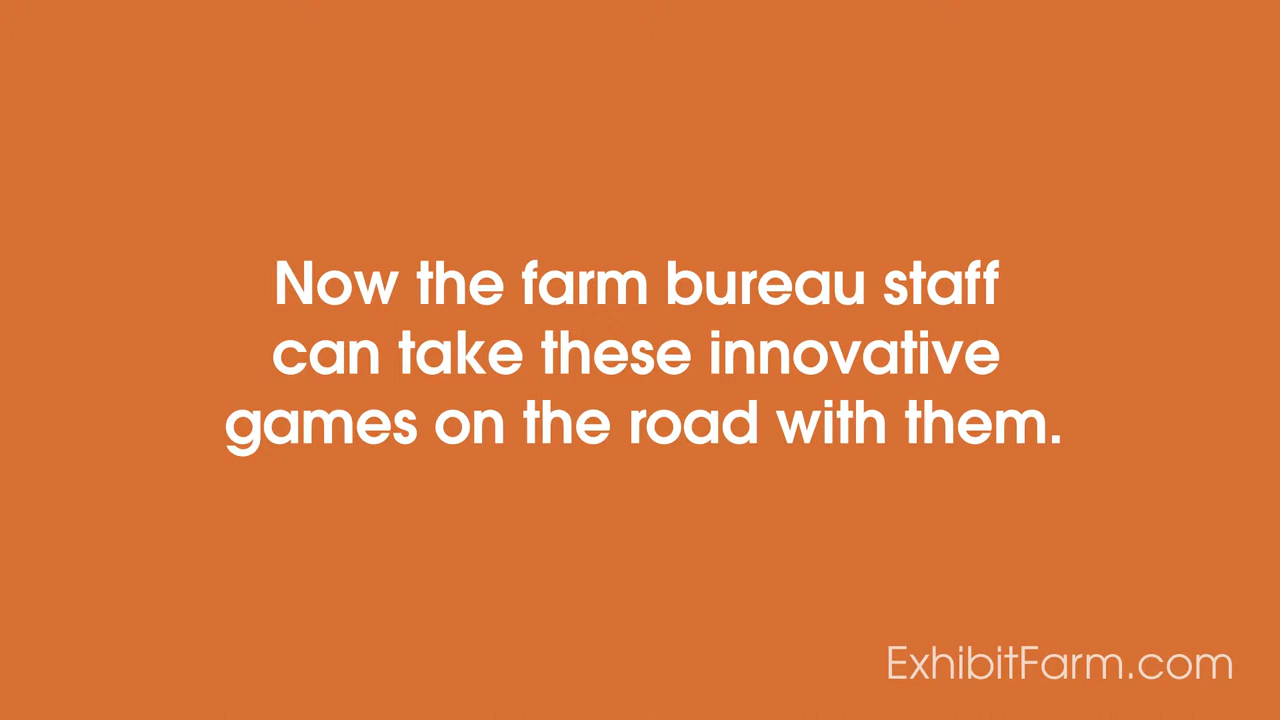 Now the farm bureau staff
can take these innovative
games on the road with them.
ExhibitFarm.com